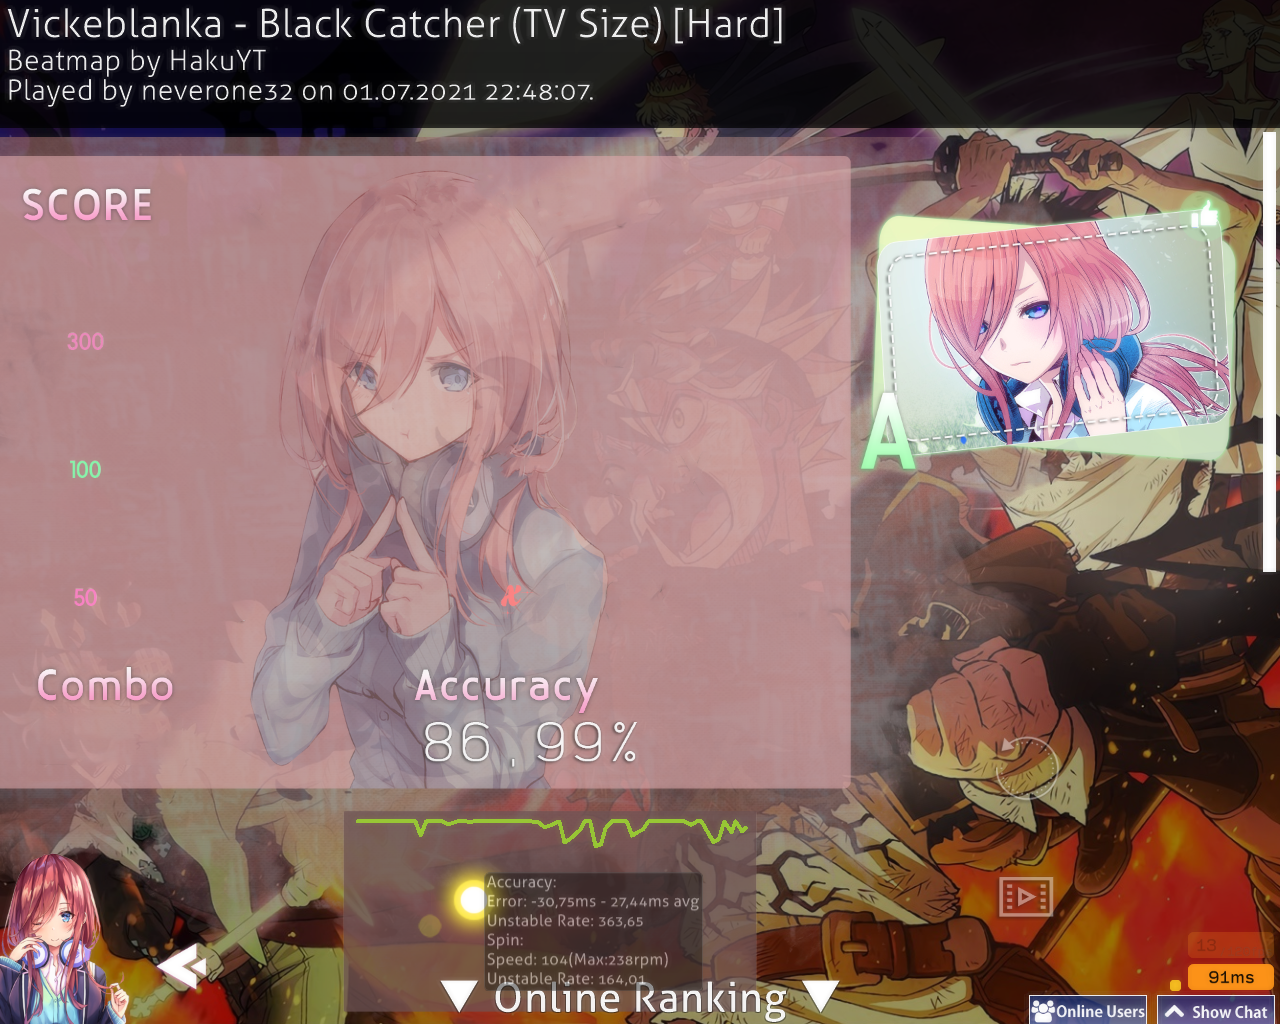 Vickeblanka - Black Catcher (TV Size) [Hard]
Beatmap by HakuYT
Played by neverone32 on 01.07.2021 22:48:07.
SCORE
300
100
50
x
A
Combo
Accuracy
86,99%
Accuracy:
Error: -30,75ms - 27,44ms avg
Unstable Rate: 363,65
Spin:
Speed: 104(Max:238rpm)
Unstable Rate: 164,01
Online Ranking
13
91ms
Online Users
Show Chat